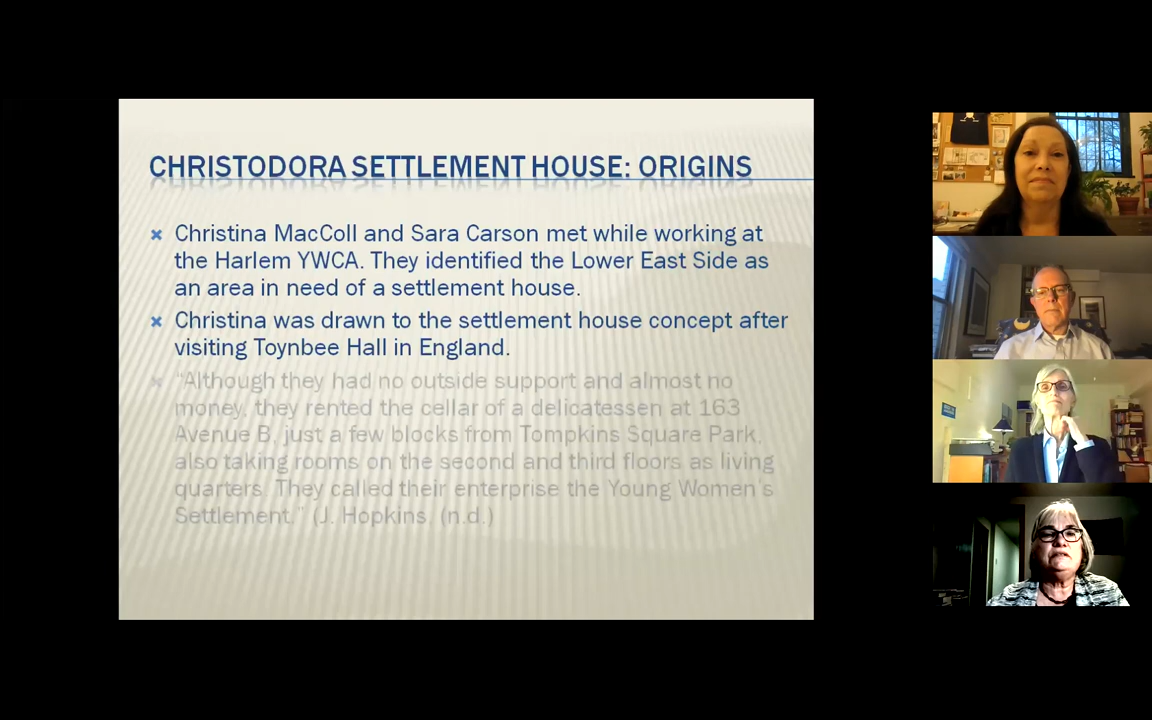 CHRISTODORA SETTLEMENT HOUSE: ORIGINS
Christina MacColl and Sara Carson met while working at
the Harlem YWCA. They identified the Lower East Side as
an area in need of a settlement house.
Christina was drawn to the settlement house concept after
visiting Toynbee Hall in England.
"Although they had no outside support and almost no
money, they rented the cellar of a delicatessen at 163
Avenue B, just a few blocks from Tompkins Square Park,
also taking rooms on the second and third floors as living
quarters. They called their enterprise the Young Women's
Settlement." (J. Hopkins, (n.d.)